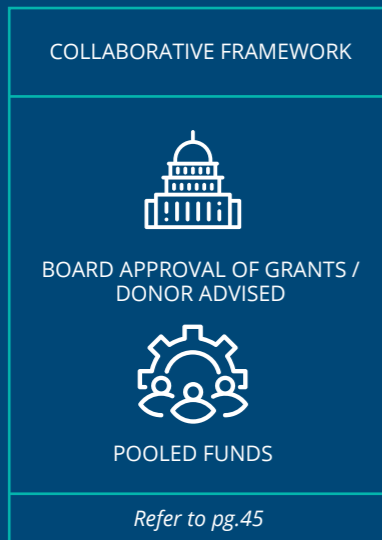 COLLABORATIVE FRAMEWORK
BOARD APPROVAL OF GRANTS /
DONOR ADVISED
POOLED FUNDS
Refer to pg.45